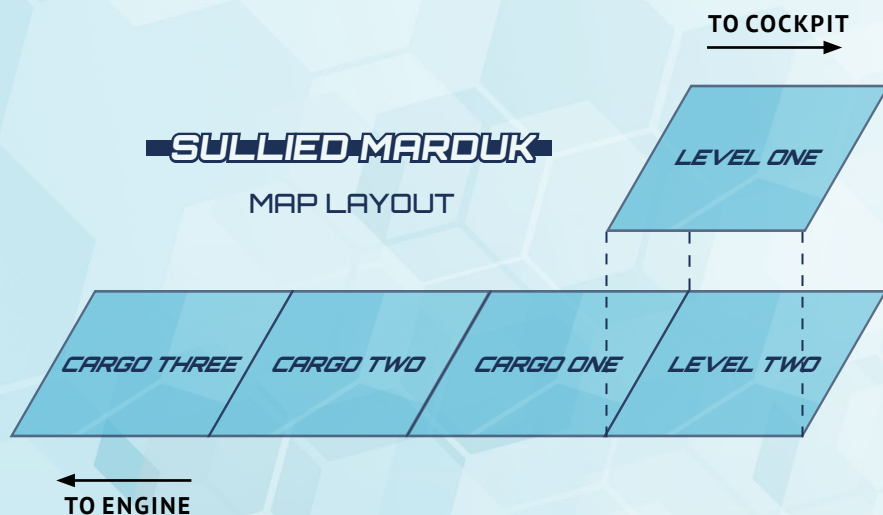 TO COCKPIT
SULLIED MARDUK
MAP LAYOUT
LEVEL ONE
CARGO THREE
CARGO TWO
CARGO ONE
LEVEL TWO
TO ENGINE